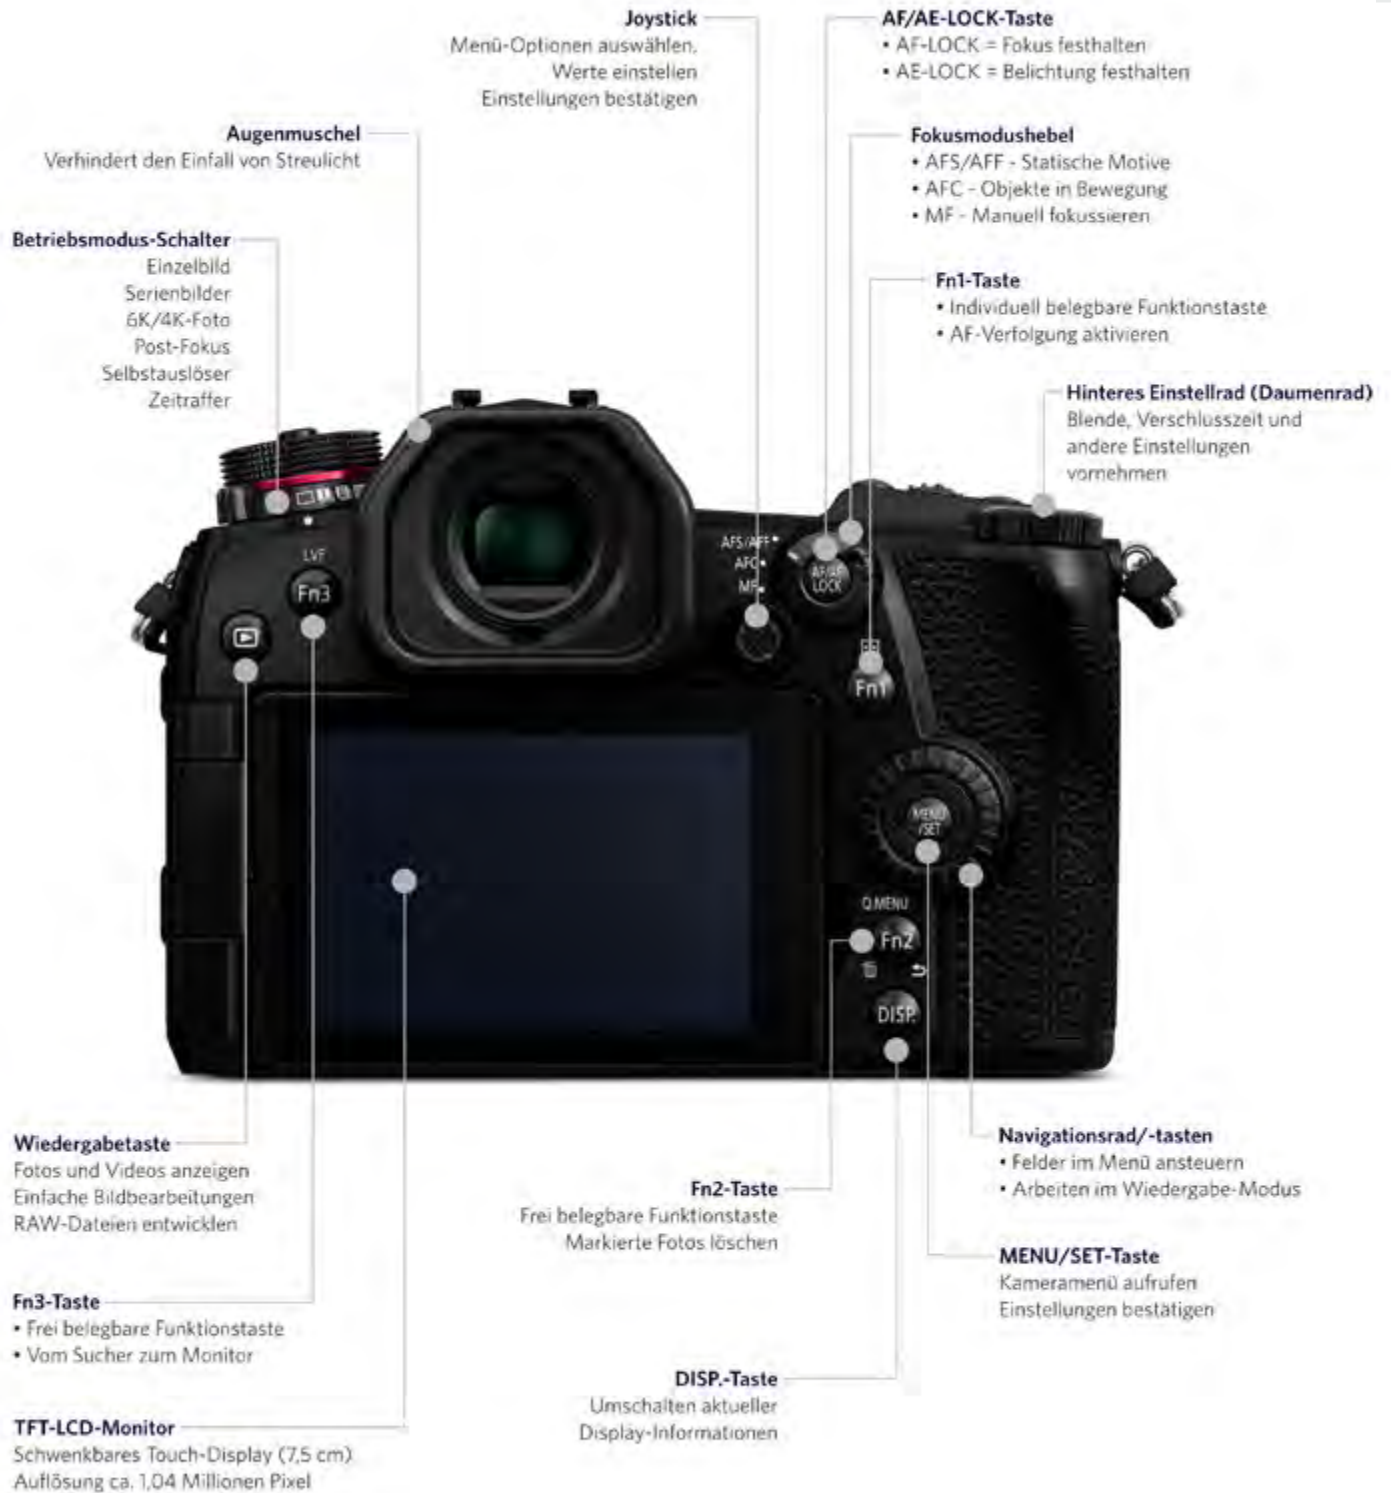 Joystick
Menü-Optionen auswählen,
Werte einstellen
Einstellungen bestätigen
AF/AE-LOCK-Taste
• AF-LOCK = Fokus festhalten
• AE-LOCK = Belichtung festhalten
Augenmuschel
Verhindert den Einfall von Streulicht
Fokusmodushebel
• AFS/AFF - Statische Motive
• AFC - Objekte in Bewegung
• MF - Manuell fokussieren
Betriebsmodus-Schalter
Einzelbild
Serienbilder
6K/4K-Foto
Post-Fokus
Selbstauslöser
Zeitraffer
Fn1-Taste
• Individuell belegbare Funktionstaste
• AF-Verfolgung aktivieren
Hinteres Einstellrad (Daumenrad)
Blende, Verschlusszeit und
andere Einstellungen
vornehmen
LVF
Fn3
AFS/AFF
AFC
MF
AF/AE
LOCK
Fn1
MENU
/SET
Q.MENU
Fn2
DISP.
Wiedergabetaste
Fotos und Videos anzeigen
Einfache Bildbearbeitungen
RAW-Dateien entwicklen
Fn3-Taste
• Frei belegbare Funktionstaste
• Vom Sucher zum Monitor
TFT-LCD-Monitor
Schwenkbares Touch-Display (7,5 cm)
Auflösung ca. 1,04 Millionen Pixel
Fn2-Taste
Frei belegbare Funktionstaste
Markierte Fotos löschen
DISP.-Taste
Umschalten aktueller
Display-Informationen
Navigationsrad/-tasten
• Felder im Menü ansteuern
• Arbeiten im Wiedergabe-Modus
MENU/SET-Taste
Kameramenü aufrufen
Einstellungen bestätigen